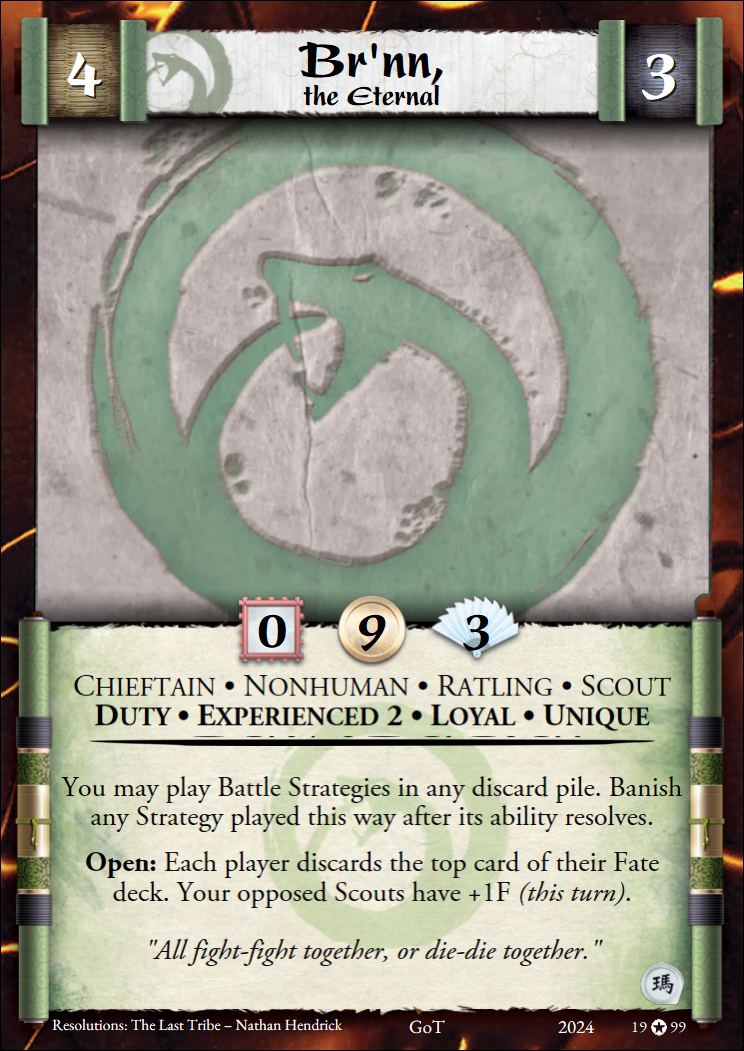 4
Br'nn,
the Eternal
3
0
9
3
Chieftain • Nonhuman • Ratling • Scout
Duty • Experienced 2 • Loyal • Unique
You may play Battle Strategies in any discard pile. Banish
any Strategy played this way after its ability resolves.
Open: Each player discards the top card of their Fate
deck. Your opposed Scouts have +1F (this turn).
"All fight-fight together, or die-die together."
瑪
Resolutions: The Last Tribe – Nathan Hendrick
GoT
2024
19 ✪ 99